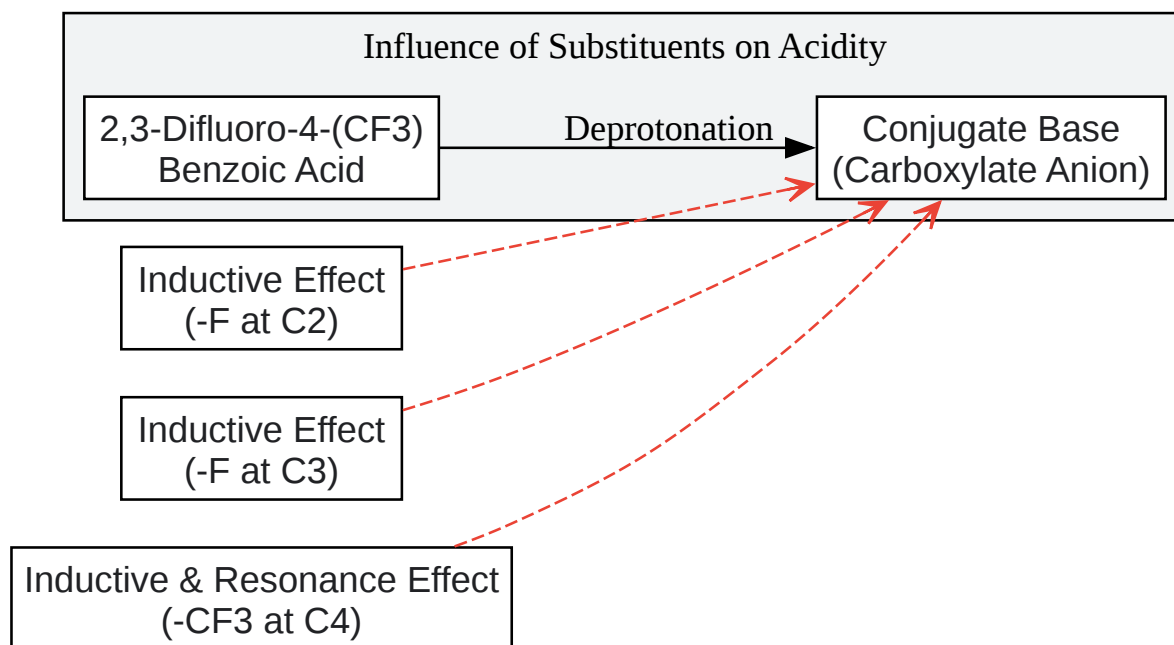 Influence of Substituents on Acidity
2,3-Difluoro-4-(CF3)
Benzoic Acid
Deprotonation
Conjugate Base
(Carboxylate Anion)
Inductive Effect
(-F at C2)
Inductive Effect
(-F at C3)
Inductive & Resonance Effect
(-CF3 at C4)